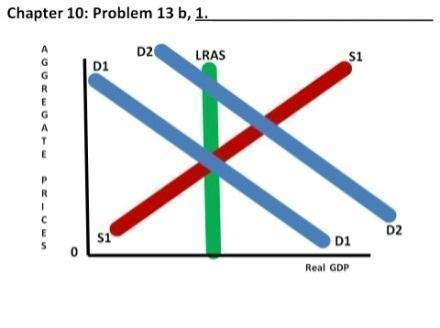 Chapter 10: Problem 13 b, 1.
AGGREGATE PRICES
D1
D2
LRAS
S1
S1
D1
D2
0
Real GDP